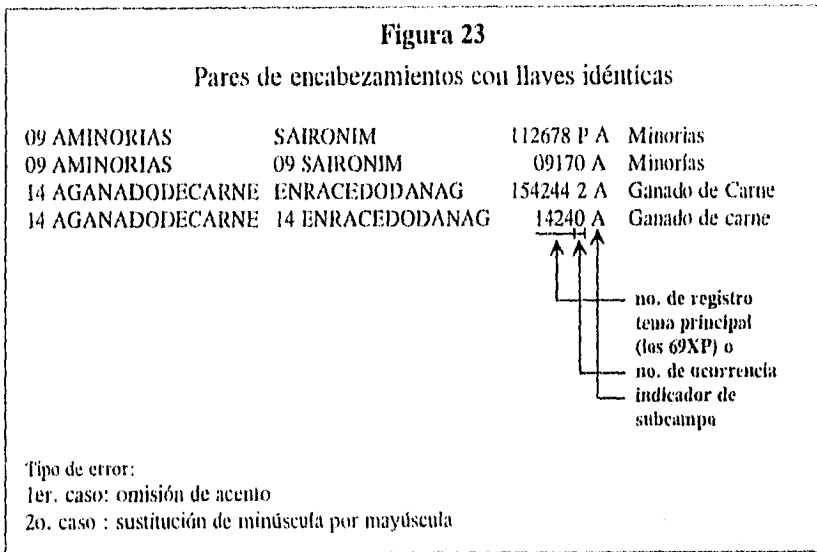 Figura 23
Pares de encabezamientos con llaves idénticas
09 AMINORIAS SAIRONIM 112678 P A Minorias
09 AMINORIAS 09 SAIRONIM 09170 A Minorías
14 AGANADODECARNE ENRACEDODANAG 154244 2 A Ganado de Carne
14 AGANADODECARNE 14 ENRACEDODANAG 14240 A Ganado de carne
no. de registro
tema principal
(los 69XP) o
no. de ocurrencia
indicador de
subcampo
Tipo de error:
1er. caso: omisión de acento
2o. caso : sustitución de minúscula por mayúscula